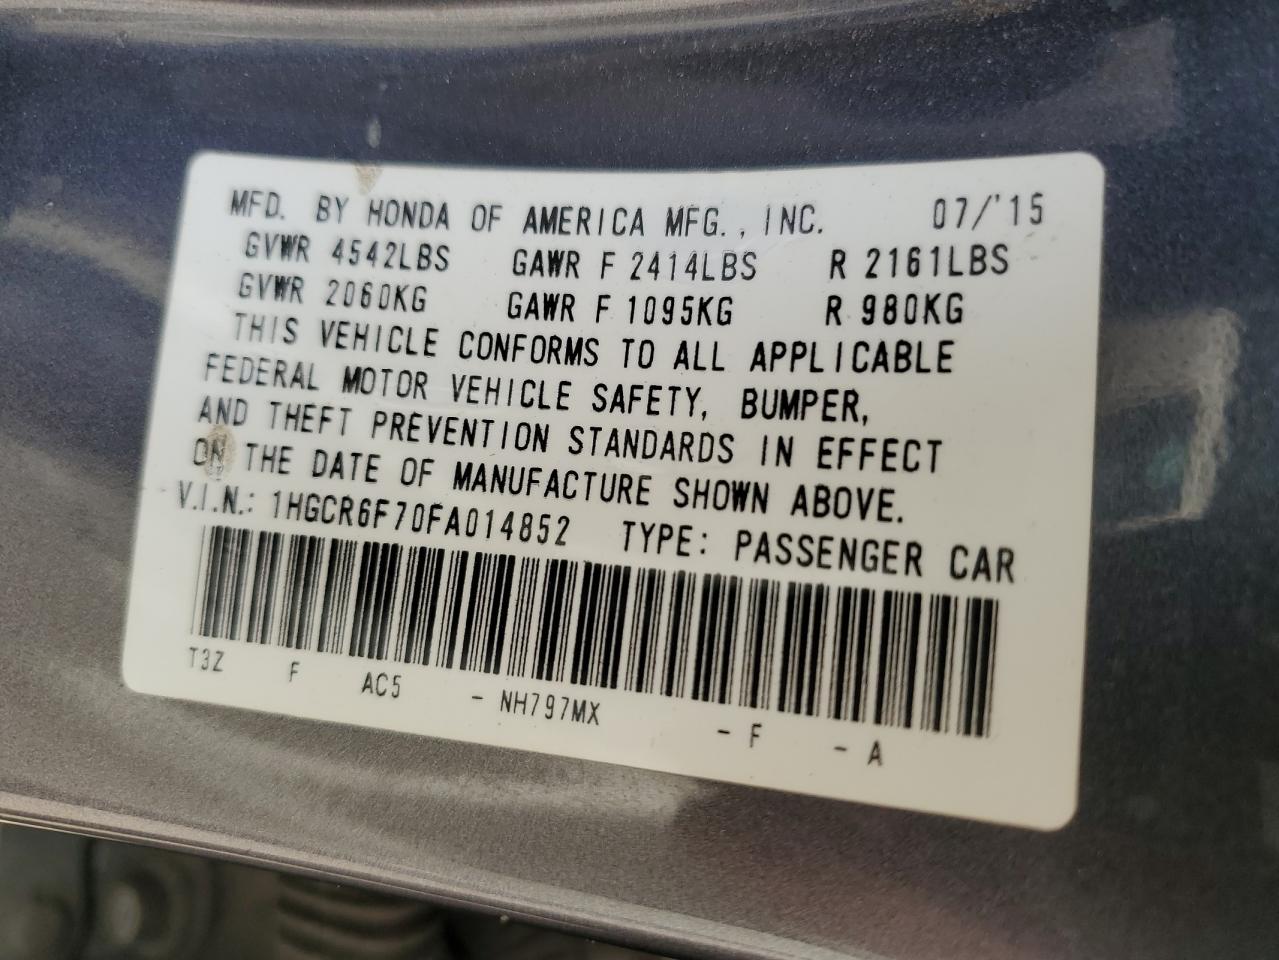 MFD. BY HONDA OF AMERICA MFG., INC. 07/'15
GVWR 4542LBS GAWR F 2414LBS R 2161LBS
GVWR 2060KG GAWR F 1095KG R 980KG
THIS VEHICLE CONFORMS TO ALL APPLICABLE
FEDERAL MOTOR VEHICLE SAFETY, BUMPER,
AND THEFT PREVENTION STANDARDS IN EFFECT
ON THE DATE OF MANUFACTURE SHOWN ABOVE.
V.I.N.: 1HGCR6F70FA014852 TYPE: PASSENGER CAR
T3Z F AC5 - NH797MX - F - A